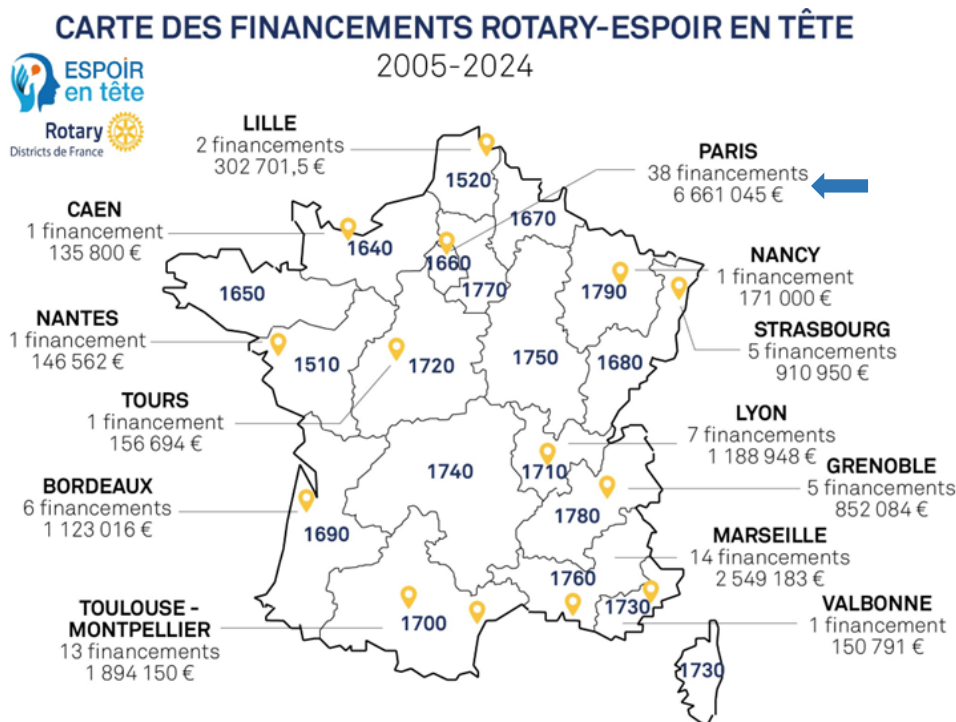 CARTE DES FINANCEMENTS ROTARY-ESPOIR EN TÊTE
2005-2024
ESPOIR
en tête
Rotary
Districts de France
LILLE
2 financements
302 701,5 €
PARIS
38 financements
6 661 045 €
CAEN
1 financement
135 800 €
NANCY
1 financement
171 000 €
NANTES
1 financement
146 562 €
STRASBOURG
5 financements
910 950 €
TOURS
1 financement
156 694 €
LYON
7 financements
1 188 948 €
GRENOBLE
5 financements
852 084 €
BORDEAUX
6 financements
1 123 016 €
MARSEILLE
14 financements
2 549 183 €
TOULOUSE -
MONTPELLIER
13 financements
1 894 150 €
VALBONNE
1 financement
150 791 €
1520
1670
1640
1660
1650
1770
1790
1510
1720
1750
1680
1740
1710
1780
1690
1760
1730
1700
1730